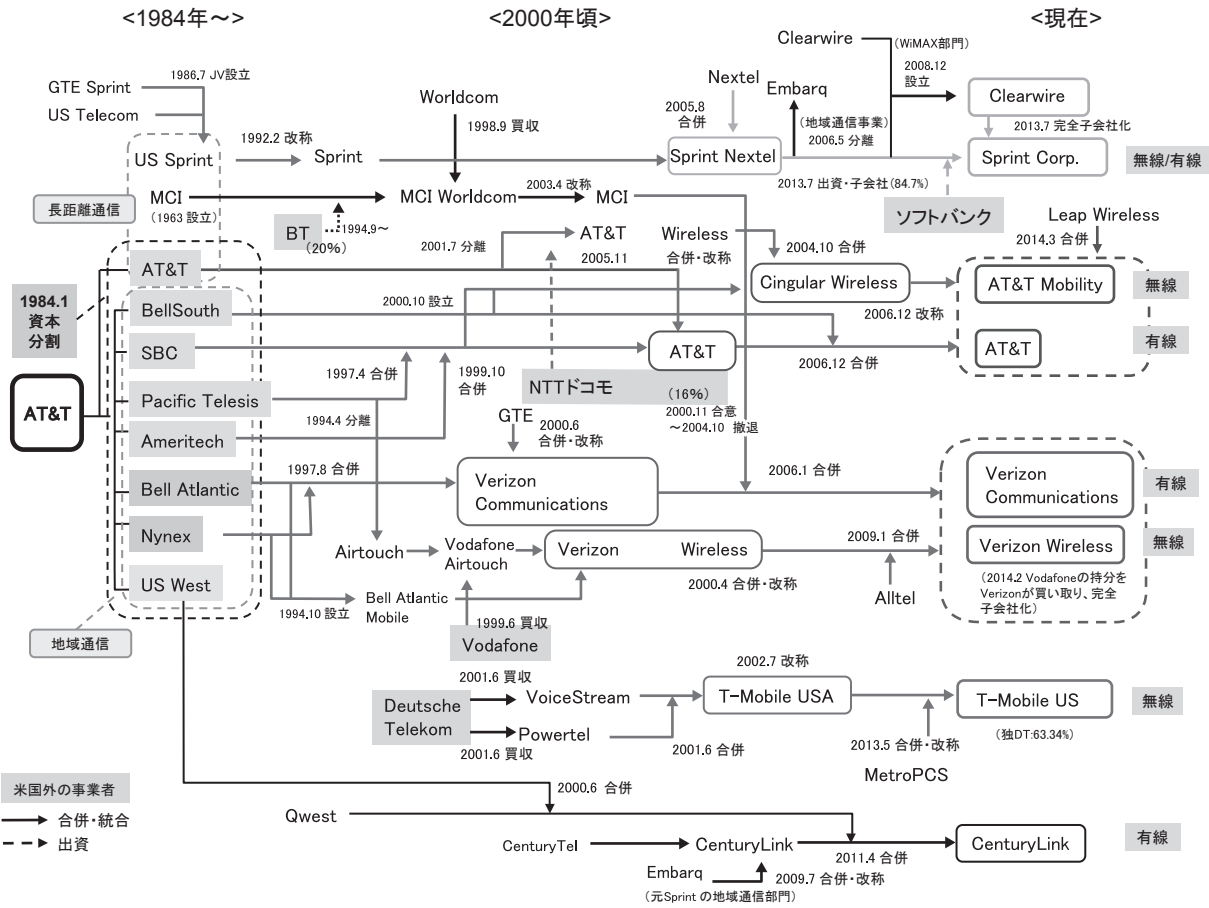 <1984年～>
<2000年頃>
<現在>
GTE Sprint
US Telecom
1986.7 JV設立
US Sprint
1992.2 改称
Sprint
Worldcom
1998.9 買収
Nextel
2005.8
合併
Sprint Nextel
Embarq
(地域通信事業)
2006.5 分離
Clearwire
(WiMAX部門)
2008.12
設立
Clearwire
2013.7 完全子会社化
Sprint Corp.
無線/有線
2013.7 出資・子会社(84.7%)
ソフトバンク
長距離通信
MCI
(1963 設立)
BT
1994.9～
(20%)
MCI Worldcom
2003.4 改称
MCI
2001.7 分離
AT&T
2005.11
合併・改称
Wireless
2004.10 合併
Cingular Wireless
2006.12 改称
Leap Wireless
2014.3 合併
AT&T Mobility
無線
1984.1
資本
分割
AT&T
AT&T
BellSouth
2000.10 設立
SBC
1997.4 合併
1999.10
合併
AT&T
2006.12 合併
AT&T
有線
NTTドコモ
(16%)
2000.11 合意
～2004.10 撤退
Pacific Telesis
1994.4 分離
Ameritech
GTE
2000.6
合併・改称
Bell Atlantic
1997.8 合併
Verizon
Communications
2006.1 合併
Verizon
Communications
有線
Nynex
Airtouch
Vodafone
Airtouch
Verizon Wireless
2000.4 合併・改称
2009.1 合併
Alltel
Verizon Wireless
無線
(2014.2 Vodafoneの持分を
Verizonが買い取り、完全
子会社化)
US West
1994.10 設立
Bell Atlantic
Mobile
1999.6 買収
Vodafone
地域通信
Deutsche
Telekom
2001.6 買収
VoiceStream
Powertel
2001.6 買収
2001.6 合併
2002.7 改称
T-Mobile USA
2013.5 合併・改称
MetroPCS
T-Mobile US
(独DT:63.34%)
無線
米国外の事業者
合併・統合
出資
2000.6 合併
Qwest
CenturyTel
CenturyLink
2011.4 合併
CenturyLink
有線
Embarq
2009.7 合併・改称
(元Sprint の地域通信部門)